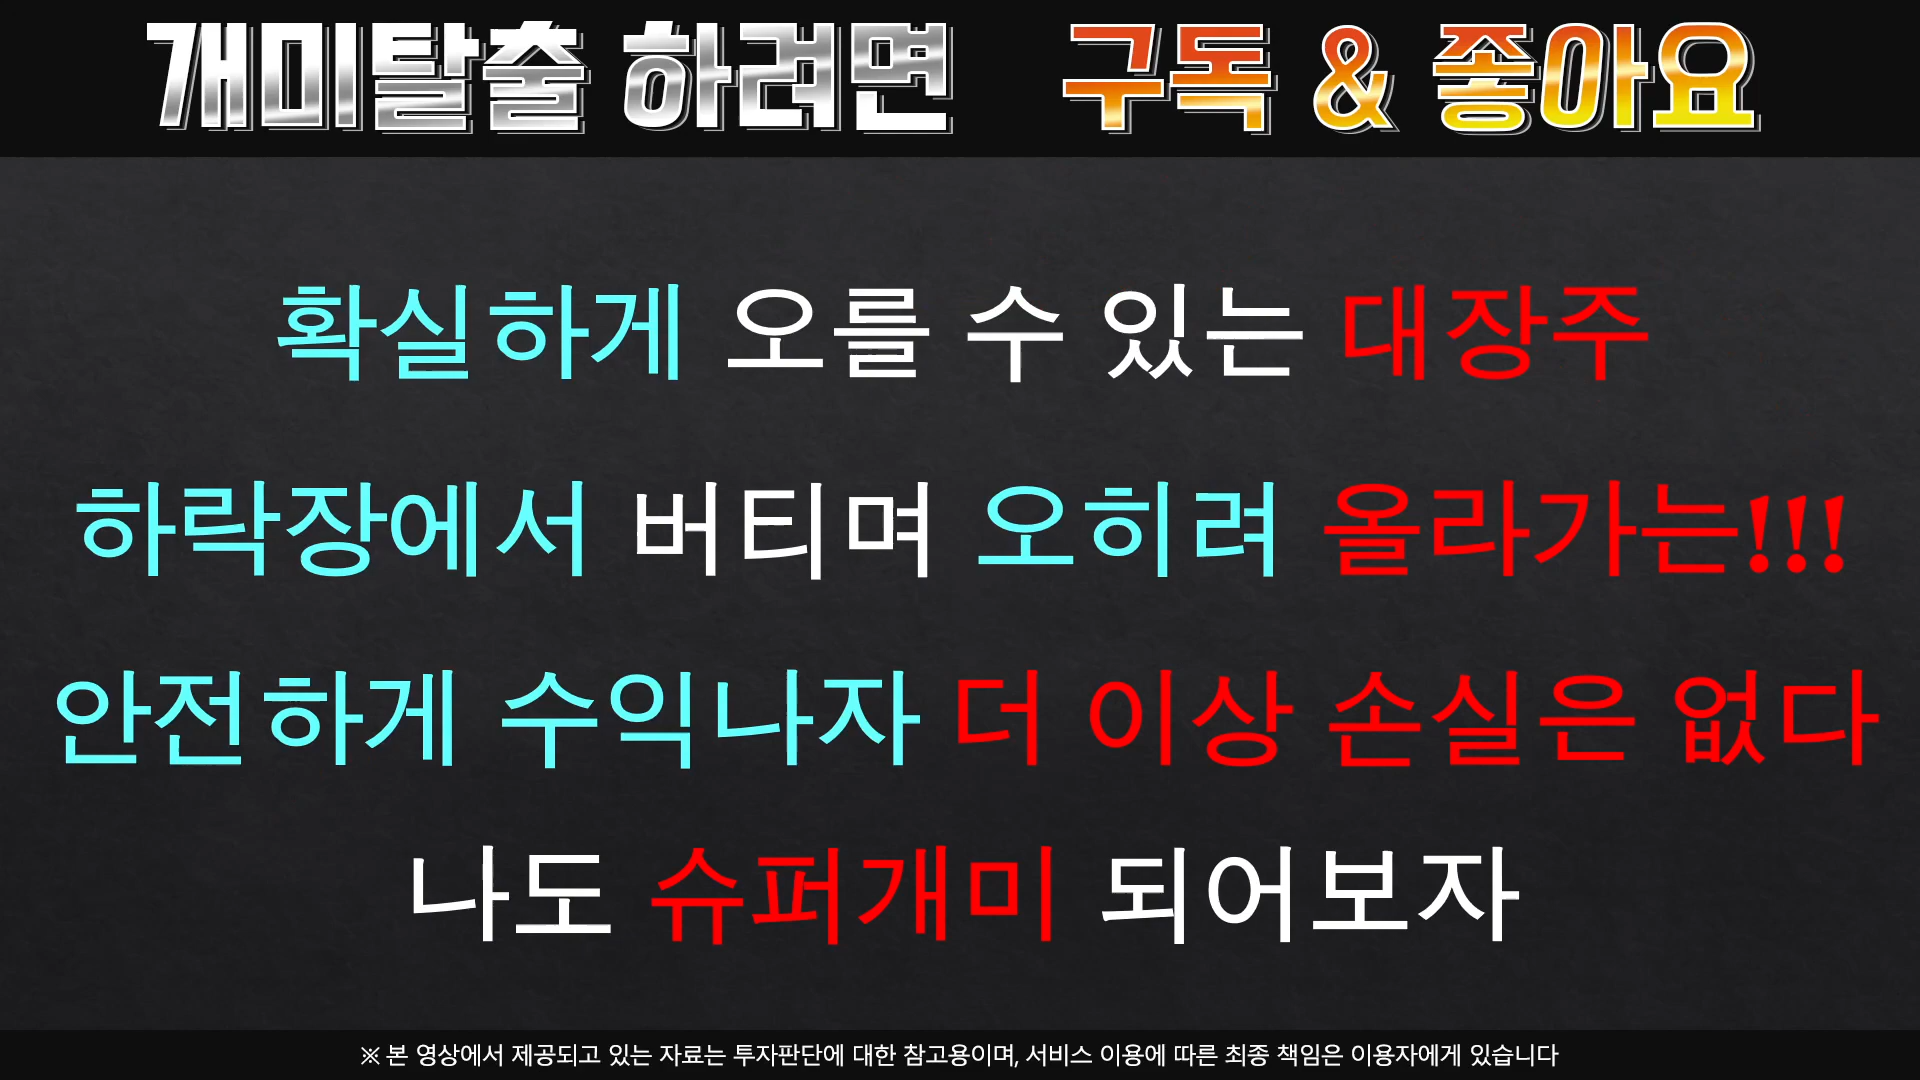 개미탈출 하려면 구독 & 좋아요
확실하게 오를 수 있는 대장주
하락장에서 버티며 오히려 올라가는!!!
안전하게 수익나자 더 이상 손실은 없다
나도 슈퍼개미 되어보자
※ 본 영상에서 제공되고 있는 자료는 투자판단에 대한 참고용이며, 서비스 이용에 따른 최종 책임은 이용자에게 있습니다